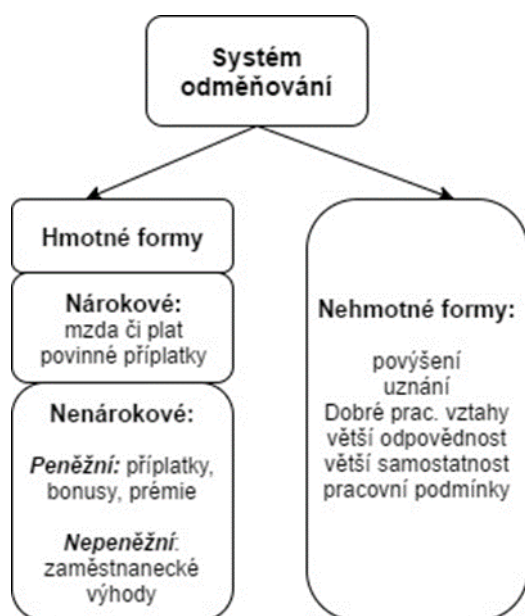 Systém
odměňování
Hmotné formy
Nárokové:
mzda či plat
povinné příplatky
Nenárokové:
Peněžní: příplatky,
bonusy, prémie
Nepeněžní:
zaměstnanecké
výhody
Nehmotné formy:
povýšení
uznání
Dobré prac. vztahy
větší odpovědnost
větší samostatnost
pracovní podmínky